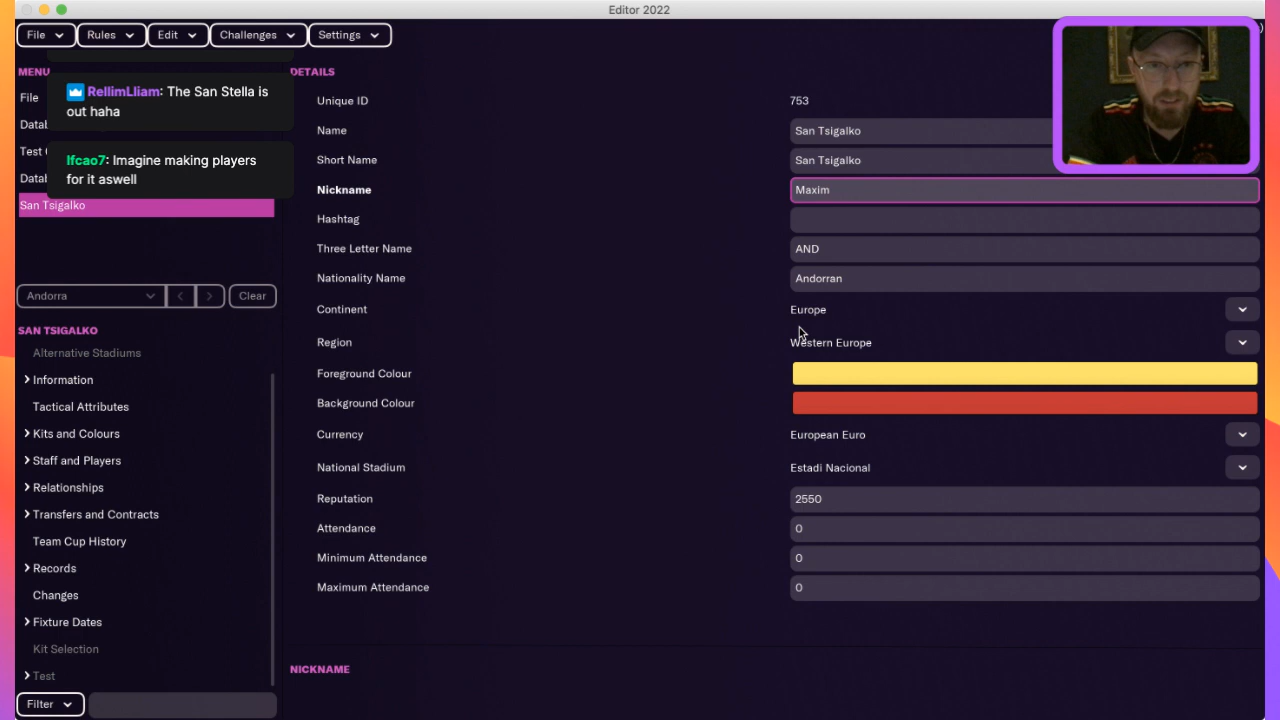 Editor 2022
File
Rules
Edit
Challenges
Settings
MENU
RellimLliam: The San Stella is
out haha
File
Datab
lfcao7: Imagine making players
for it aswell
Test
Datab
San Tsigalko
Andorra
Clear
SAN TSIGALKO
Alternative Stadiums
Information
Tactical Attributes
Kits and Colours
Staff and Players
Relationships
Transfers and Contracts
Team Cup History
Records
Changes
Fixture Dates
Kit Selection
Test
Filter
DETAILS
Unique ID 753
Name San Tsigalko
Short Name San Tsigalko
Nickname Maxim
Hashtag
Three Letter Name AND
Nationality Name Andorran
Continent Europe
Region Western Europe
Foreground Colour
Background Colour
Currency European Euro
National Stadium Estadi Nacional
Reputation 2550
Attendance 0
Minimum Attendance 0
Maximum Attendance 0
NICKNAME